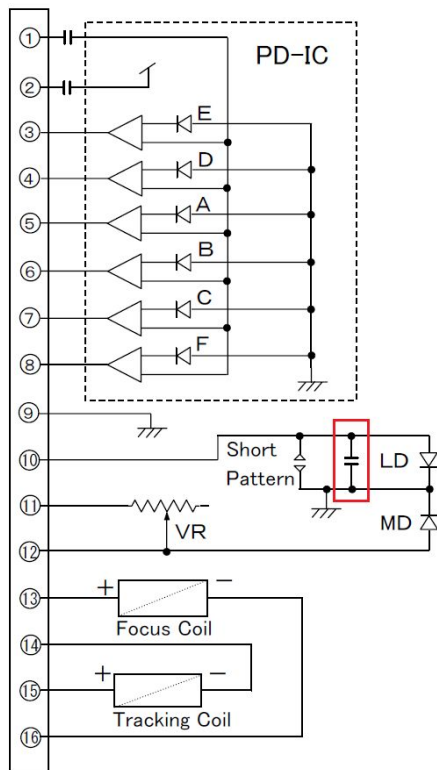 ①
PD-IC
②
E
③
D
④
A
⑤
B
⑥
C
⑦
F
⑧
⑨
⑩
Short
Pattern
LD
⑪
VR
MD
⑫
⑬
+
−
Focus Coil
⑭
+
−
⑮
Tracking Coil
⑯